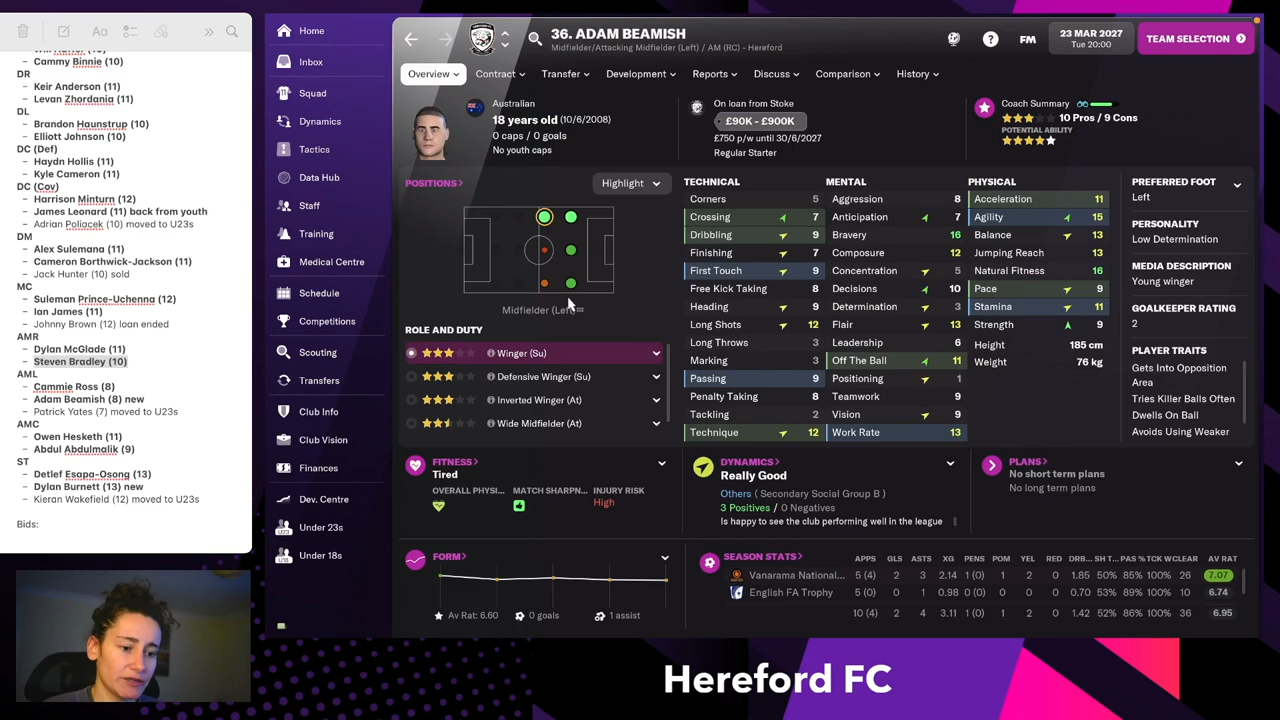 Cammy Binnie (10)
DR
- Keir Anderson (11)
- Levan Zhordania (11)
DL
- Brandon Haunstrup (10)
- Elliott Johnson (10)
DC (Def)
- Haydn Hollis (11)
- Kyle Cameron (11)
DC (Cov)
- Harrison Minturn (12)
- James Leonard (11) back from youth
- Adrian Poliacek (10) moved to U23s
DM
- Alex Sulemana (11)
- Cameron Borthwick-Jackson (11)
- Jack Hunter (10) sold
MC
- Suleman Prince-Uchenna (12)
- Ian James (11)
- Johnny Brown (12) loan ended
AMR
- Dylan McGlade (11)
- Steven Bradley (10)
AML
- Cammie Ross (8)
- Adam Beamish (8) new
- Patrick Yates (7) moved to U23s
AMC
- Owen Hesketh (11)
- Abdul Abdulmalik (9)
ST
- Detlef Esapa-Osong (13)
- Dylan Burnett (13) new
- Kieran Wakefield (12) moved to U23s
Bids:
Home
Inbox
Squad
Dynamics
Tactics
Data Hub
Staff
Training
Medical Centre
Schedule
Competitions
Scouting
Transfers
Club Info
Club Vision
Finances
Dev. Centre
Under 23s
Under 18s
36. ADAM BEAMISH
Midfielder/Attacking Midfielder (Left) / AM (RC) - Hereford
FM
23 MAR 2027
Tue 20:00
TEAM SELECTION
Overview
Contract
Transfer
Development
Reports
Discuss
Comparison
History
Australian
18 years old (10/6/2008)
0 caps / 0 goals
No youth caps
On loan from Stoke
£90K - £900K
£750 p/w until 30/6/2027
Regular Starter
Coach Summary
10 Pros / 9 Cons
POTENTIAL ABILITY
POSITIONS
Highlight
Midfielder (Left)
ROLE AND DUTY
Winger (Su)
Defensive Winger (Su)
Inverted Winger (At)
Wide Midfielder (At)
TECHNICAL
Corners 5
Crossing 7
Dribbling 9
Finishing 7
First Touch 9
Free Kick Taking 8
Heading 9
Long Shots 12
Long Throws 3
Marking 3
Passing 9
Penalty Taking 8
Tackling 2
Technique 12
MENTAL
Aggression 8
Anticipation 7
Bravery 16
Composure 12
Concentration 5
Decisions 10
Determination 3
Flair 13
Leadership 6
Off The Ball 11
Positioning 1
Teamwork 9
Vision 9
Work Rate 13
PHYSICAL
Acceleration 11
Agility 15
Balance 13
Jumping Reach 13
Natural Fitness 16
Pace 9
Stamina 11
Strength 9
Height 185 cm
Weight 76 kg
PREFERRED FOOT
Left
PERSONALITY
Low Determination
MEDIA DESCRIPTION
Young winger
GOALKEEPER RATING
2
PLAYER TRAITS
Gets Into Opposition
Area
Tries Killer Balls Often
Dwells On Ball
Avoids Using Weaker
FITNESS
Tired
OVERALL PHYSI...
MATCH SHARPN...
INJURY RISK
High
DYNAMICS
Really Good
Others ( Secondary Social Group B )
3 Positives / 0 Negatives
Is happy to see the club performing well in the league
PLANS
No short term plans
No long term plans
FORM
Av Rat: 6.60
0 goals
1 assist
SEASON STATS
APPS GLS ASTS XG PENS POM YEL RED DRB... SH T... PAS % TCK W CLEAR AV RAT
Vanarama National... 5 (4) 2 3 2.14 1 (0) 1 2 0 1.85 50% 85% 100% 26 7.07
English FA Trophy 5 (0) 0 1 0.98 0 (0) 0 0 0 0.70 53% 89% 100% 10 6.74
10 (4) 2 4 3.11 1 (0) 1 2 0 1.42 52% 86% 100% 36 6.95
Hereford FC